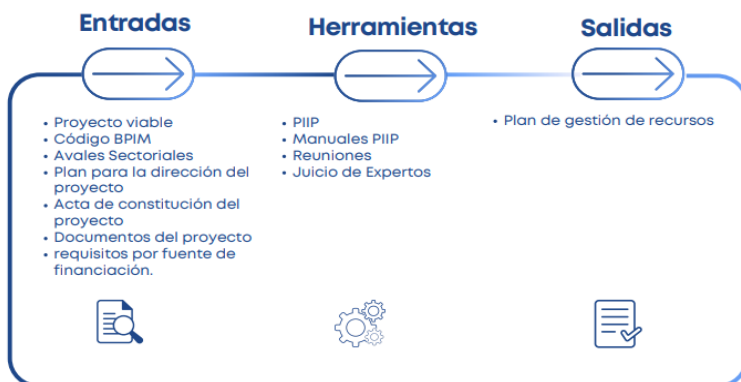 Entradas
• Proyecto viable
• Código BPIM
• Avales Sectoriales
• Plan para la dirección del
proyecto
• Acta de constitución del
proyecto
• Documentos del proyecto
• requisitos por fuente de
financiación.
Herramientas
• PIIP
• Manuales PIIP
• Reuniones
• Juicio de Expertos
Salidas
• Plan de gestión de recursos